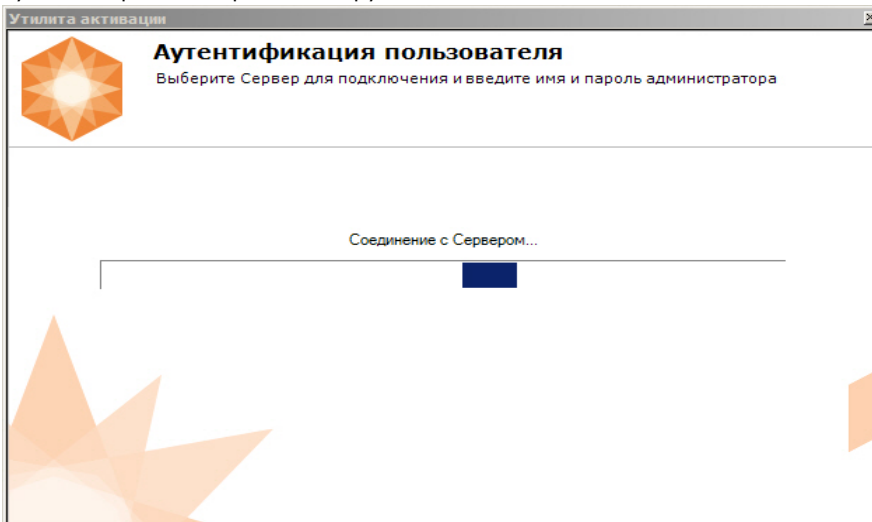 Утилита активации
Аутентификация пользователя
Выберите Сервер для подключения и введите имя и пароль администратора
Соединение с Сервером...